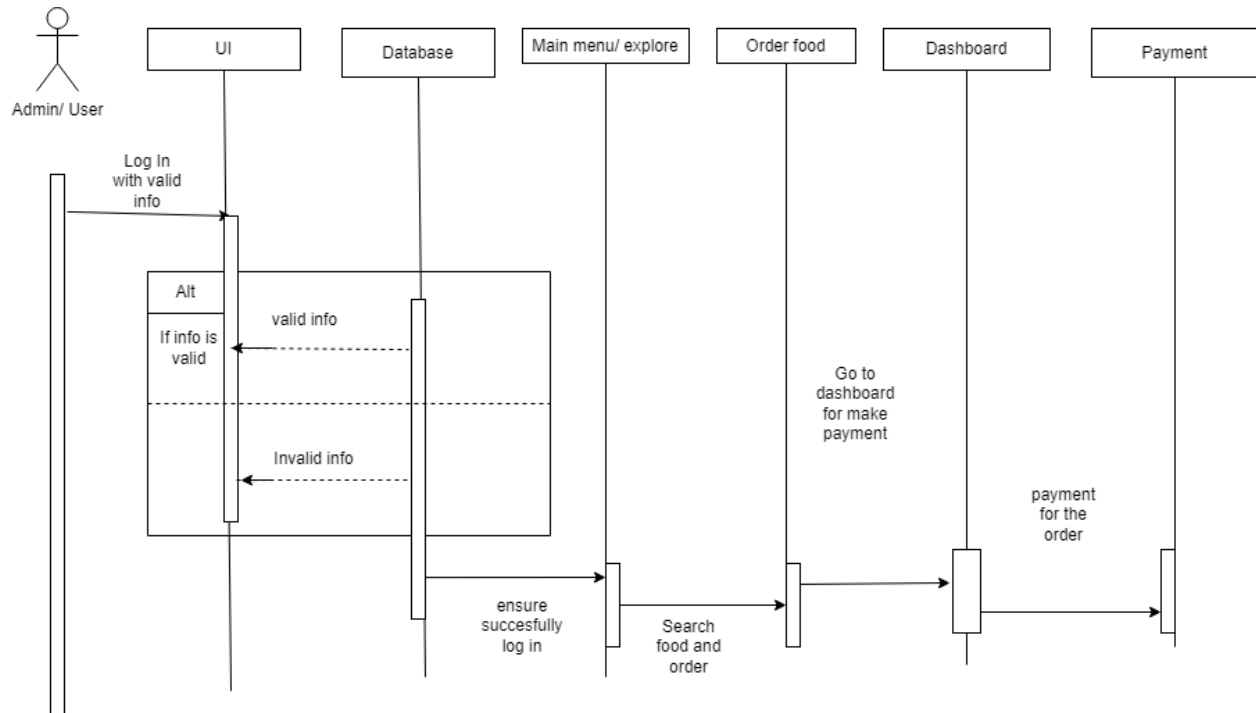 UI
Database
Main menu/ explore
Order food
Dashboard
Payment
Admin/ User
Log In
with valid
info
Alt
If info is
valid
valid info
Invalid info
Go to
dashboard
for make
payment
payment
for the
order
ensure
succesfully
log in
Search
food and
order